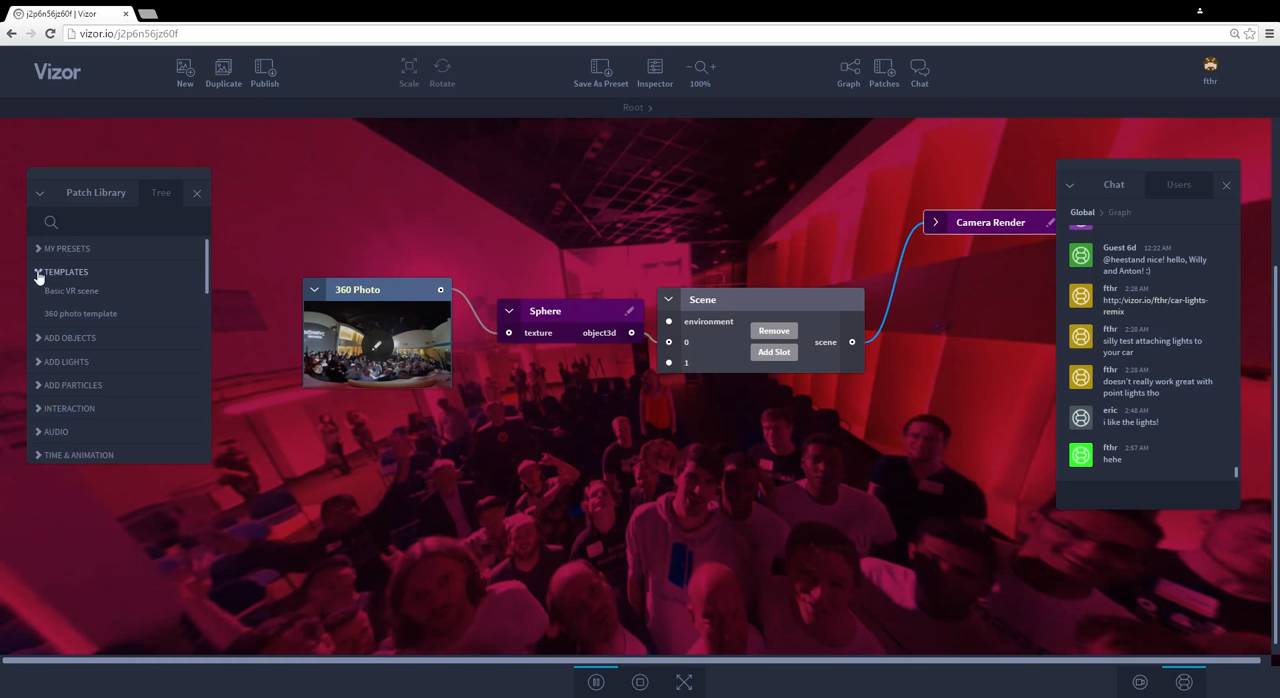 j2p6n56jz60f | Vizor
vizor.io/j2p6n56jz60f
Vizor
New
Duplicate
Publish
Scale
Rotate
Save As Preset
Inspector
100%
Graph
Patches
Chat
fthr
Root
Patch Library
Tree
MY PRESETS
TEMPLATES
Basic VR scene
360 photo template
ADD OBJECTS
ADD LIGHTS
ADD PARTICLES
INTERACTION
AUDIO
TIME & ANIMATION
360 Photo
Sphere
texture object3d
Scene
environment
0
1
Remove
Add Slot
scene
Camera Render
Chat
Users
Global > Graph
Guest 6d 12:22 AM
@heestand nice! hello, Willy
and Anton! :)
fthr 2:28 AM
http:/vizor.io/fthr/car-lights-
remix
fthr 2:28 AM
silly test attaching lights to
your car
fthr 2:28 AM
doesn't really work great with
point lights tho
eric 2:48 AM
i like the lights!
fthr 2:57 AM
hehe